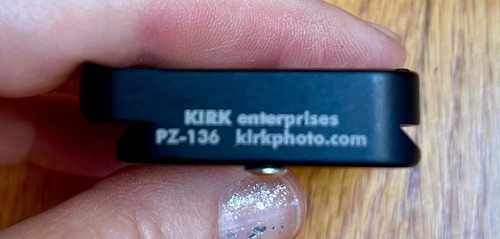 KIRK enterprises
PZ-136 kirkphoto.com